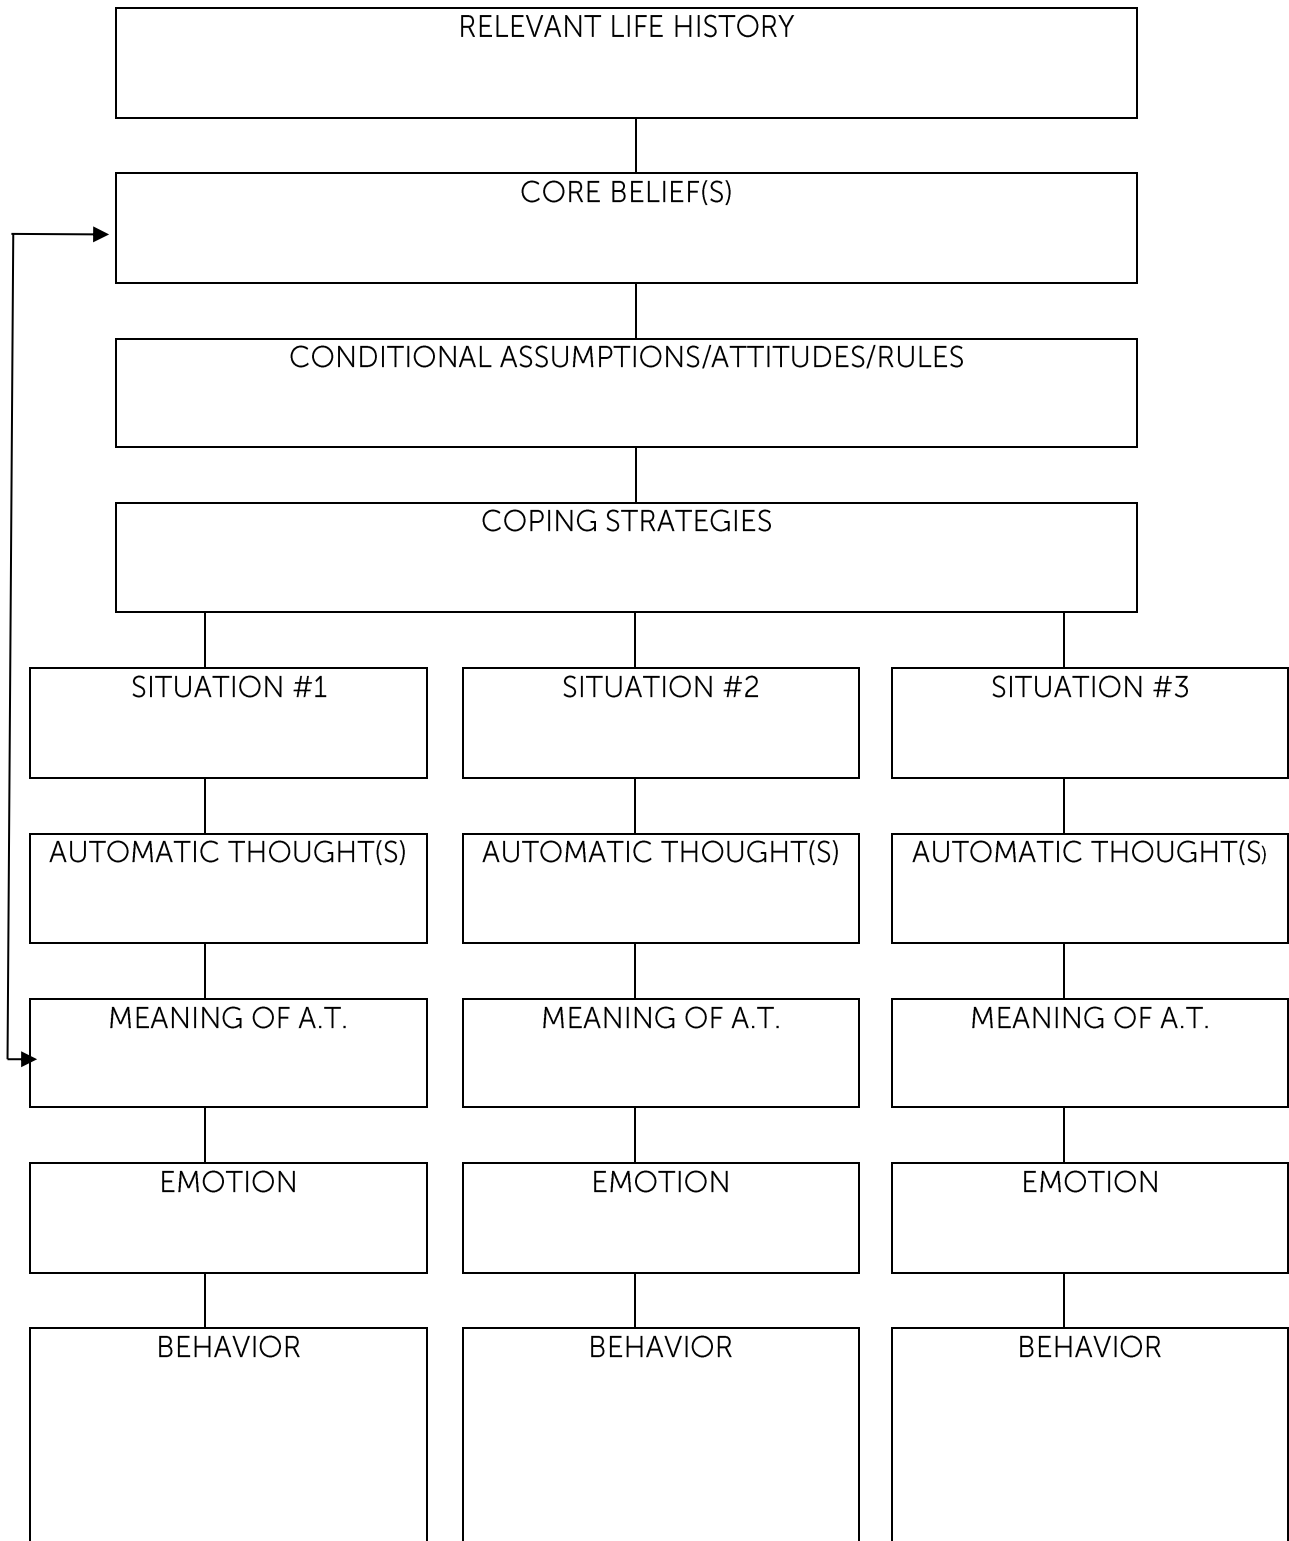 RELEVANT LIFE HISTORY
CORE BELIEF(S)
CONDITIONAL ASSUMPTIONS/ATTITUDES/RULES
COPING STRATEGIES
SITUATION #1
SITUATION #2
SITUATION #3
AUTOMATIC THOUGHT(S)
AUTOMATIC THOUGHT(S)
AUTOMATIC THOUGHT(S)
MEANING OF A.T.
MEANING OF A.T.
MEANING OF A.T.
EMOTION
EMOTION
EMOTION
BEHAVIOR
BEHAVIOR
BEHAVIOR